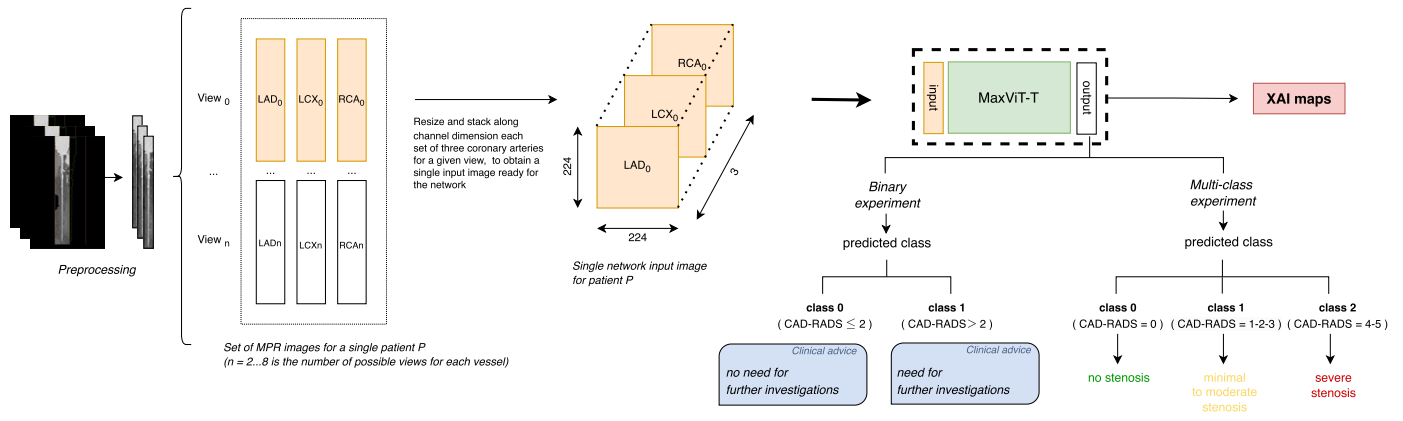 Preprocessing
View 0
...
View n
LAD0
LCX0
RCA0
...
...
...
LADn
LCXn
RCAn
Set of MPR images for a single patient P
(n = 2...8 is the number of possible views for each vessel)
Resize and stack along
channel dimension each
set of three coronary arteries
for a given view, to obtain a
single input image ready for
the network
RCA0
LCX0
LAD0
224
224
3
Single network input image
for patient P
input
MaxViT-T
output
XAI maps
Binary
experiment
predicted class
class 0
( CAD-RADS ≤ 2)
class 1
( CAD-RADS> 2)
Clinical advice
no need for
further investigations
Clinical advice
need for
further investigations
Multi-class
experiment
predicted class
class 0
( CAD-RADS = 0)
class 1
( CAD-RADS = 1-2-3)
class 2
( CAD-RADS = 4-5)
no stenosis
minimal
to moderate
stenosis
severe
stenosis